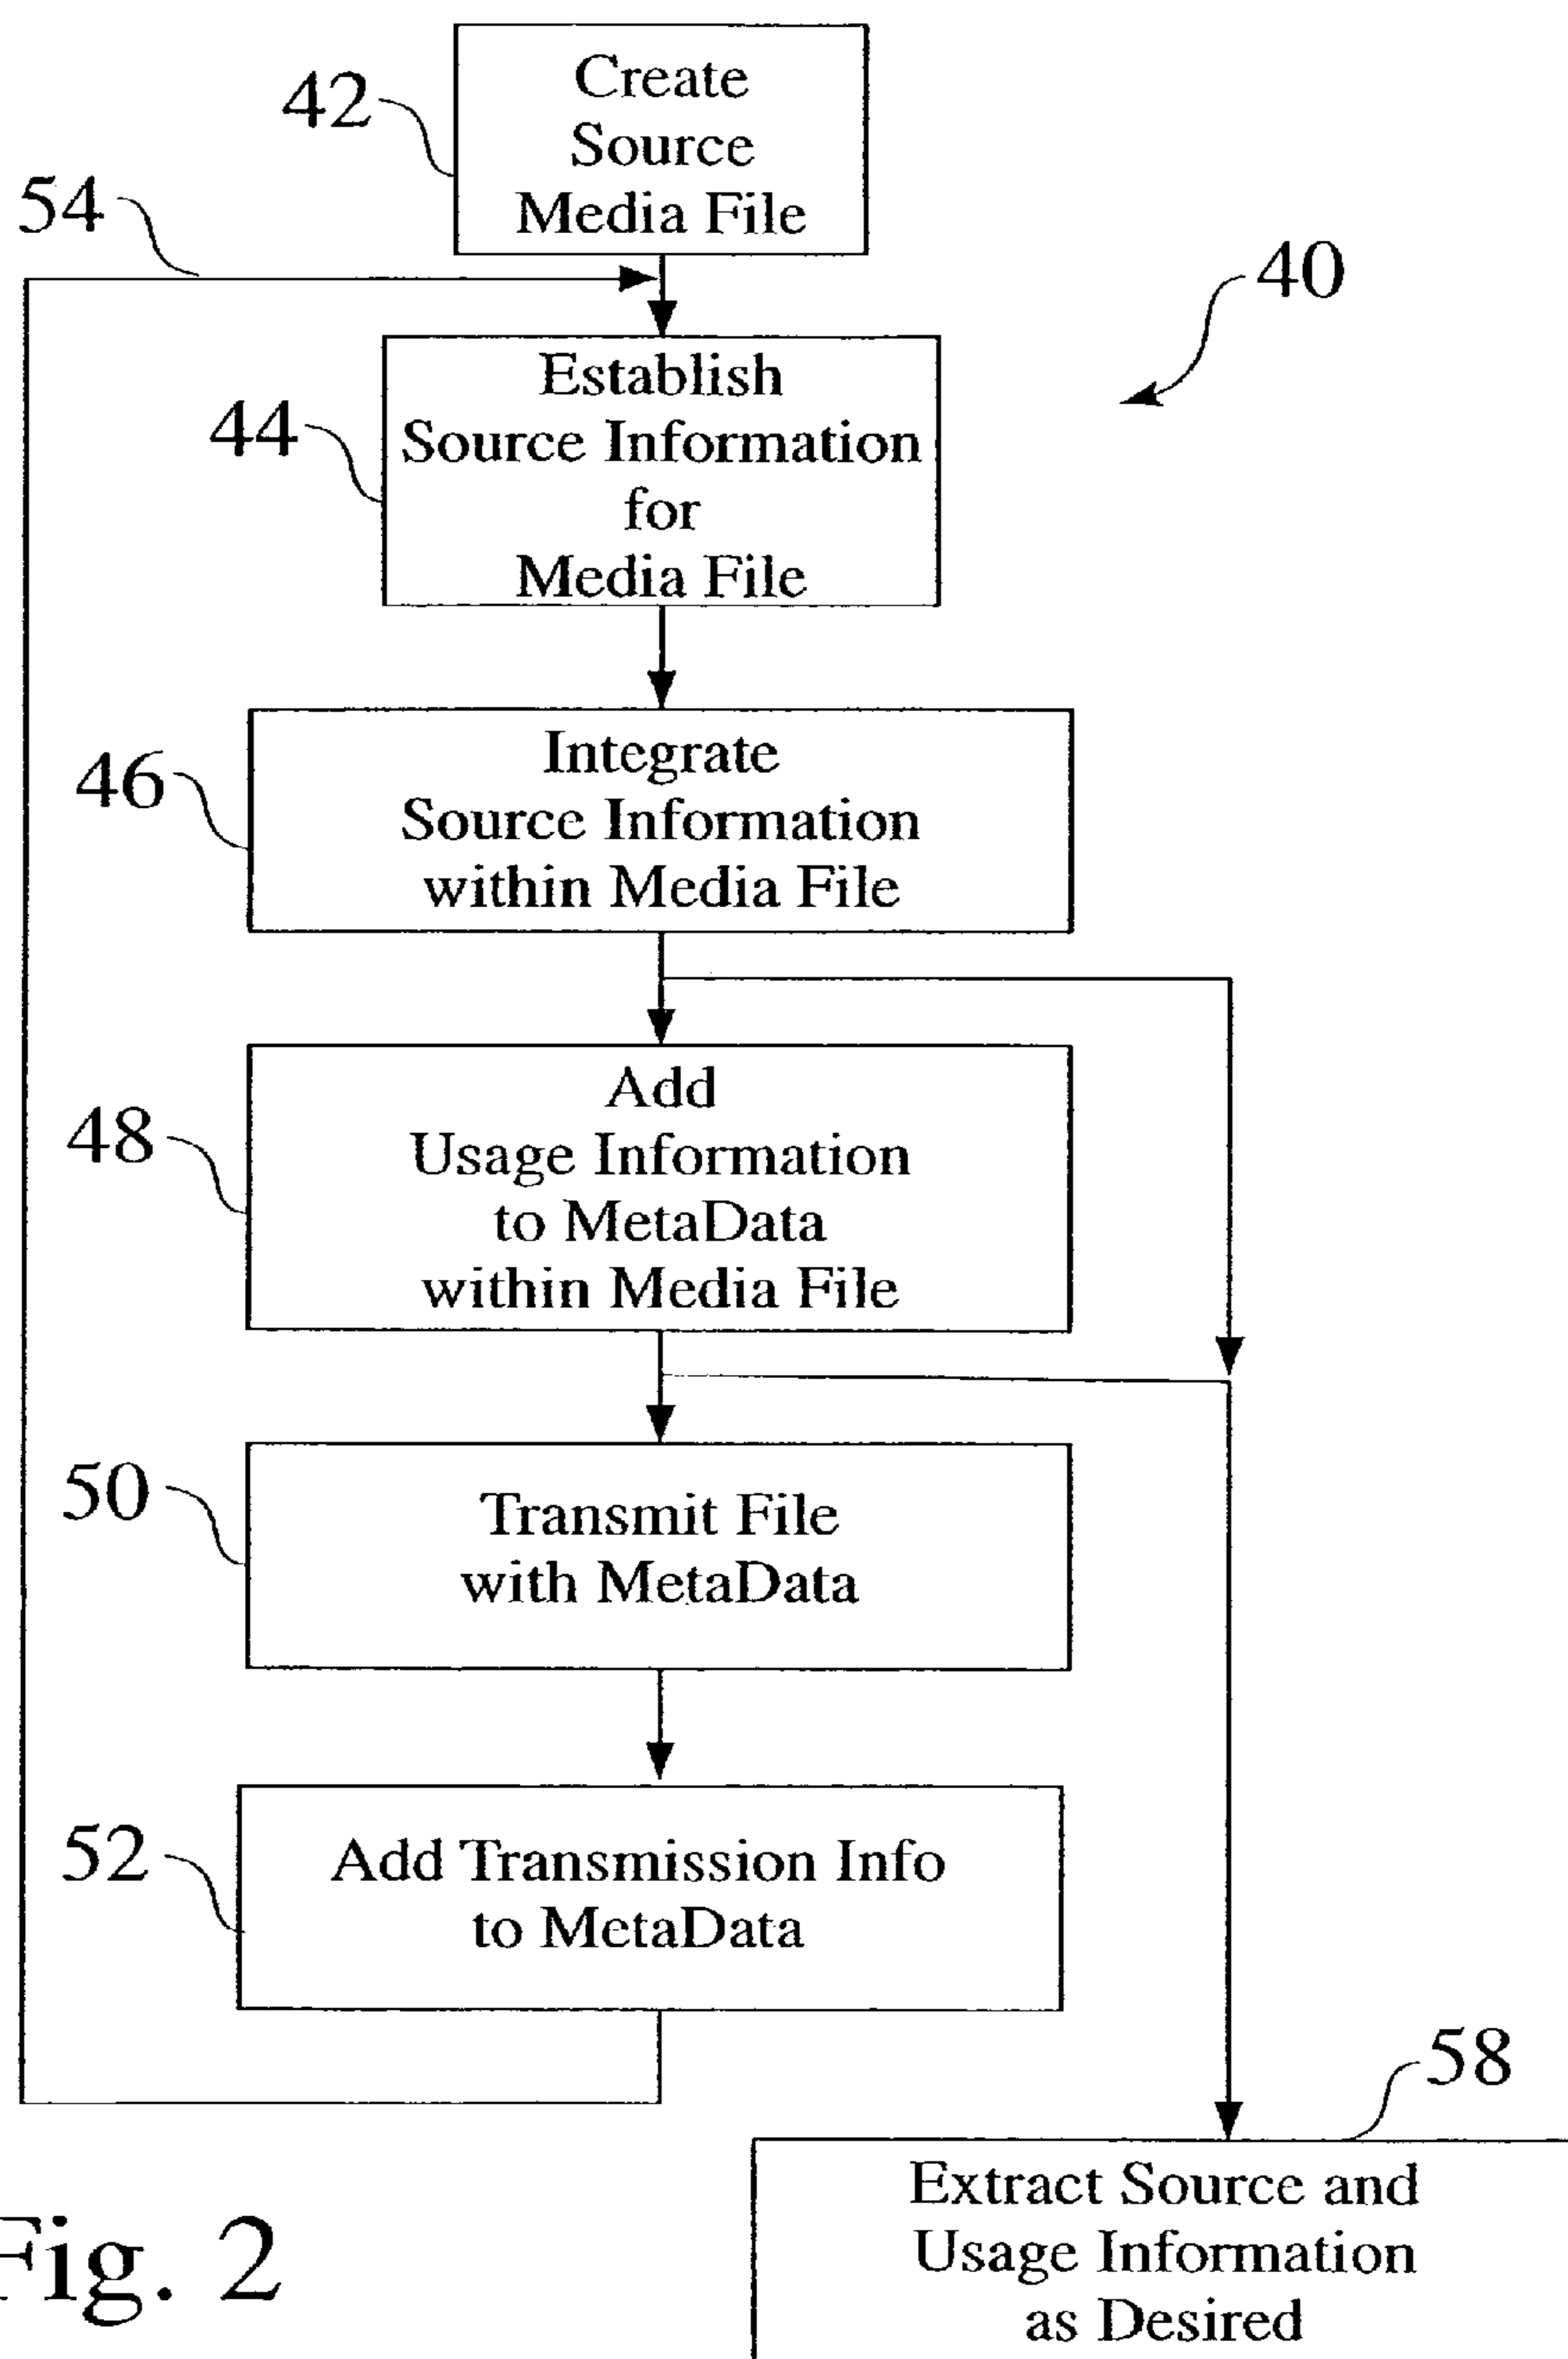 42
Create
Source
Media File
54
40
44
Establish
Source Information
for
Media File
46
Integrate
Source Information
within Media File
48
Add
Usage Information
to MetaData
within Media File
50
Transmit File
with MetaData
52
Add Transmission Info
to MetaData
58
Extract Source and
Usage Information
as Desired
Fig. 2